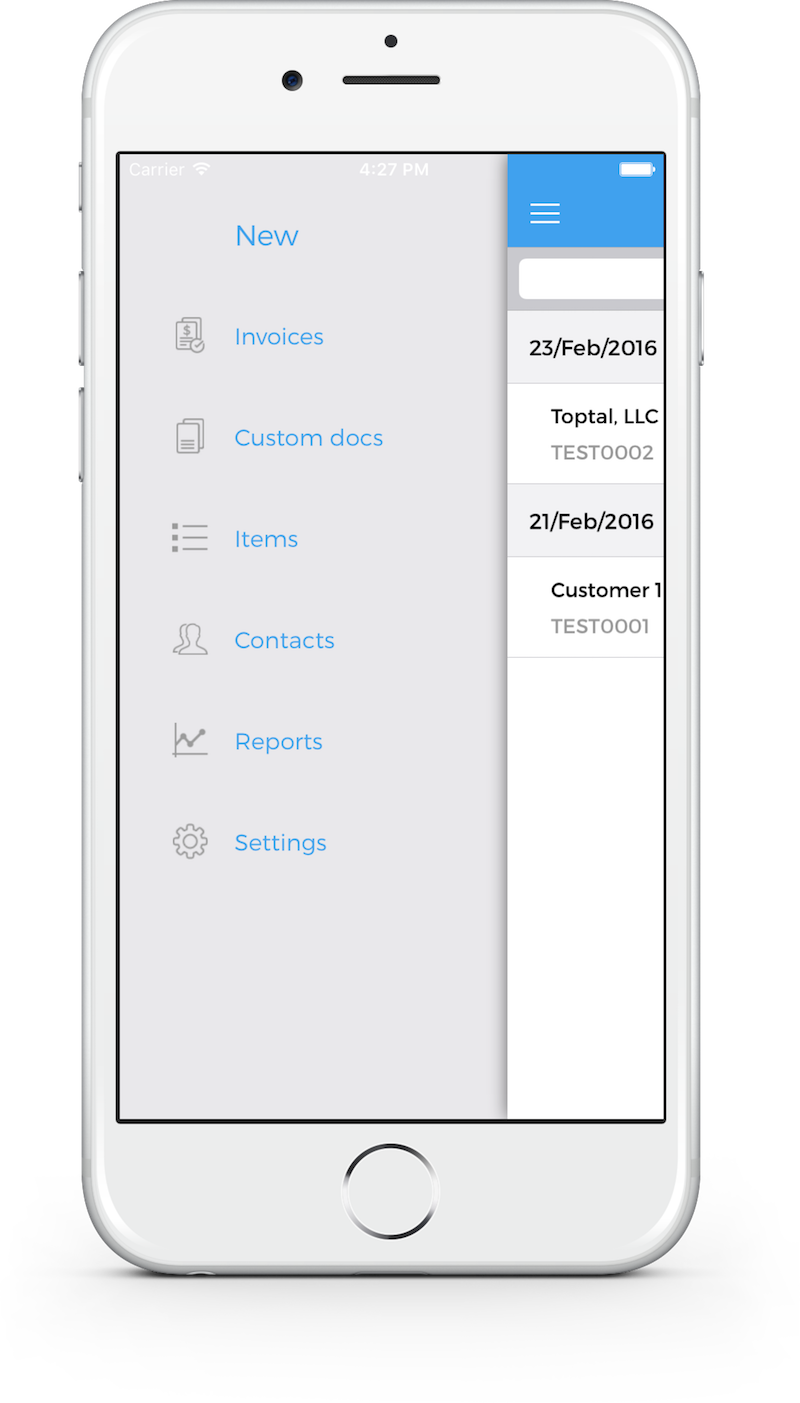 Carrier 4:27 PM
New
Invoices
Custom docs
Items
Contacts
Reports
Settings
23/Feb/2016
Toptal, LLC
TEST0002
21/Feb/2016
Customer 1
TEST0001